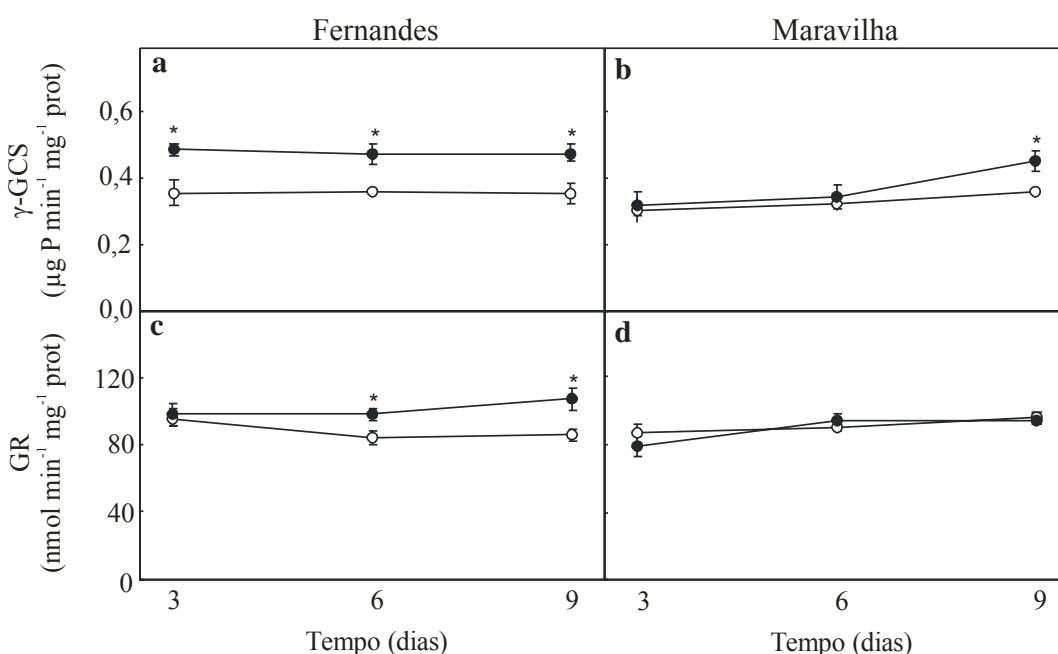 Fernandes
Maravilha
a
b
γ-GCS
(µg P min⁻¹ mg⁻¹ prot)
0,6
0,4
0,2
0,0
*
*
*
*
c
d
GR
(nmol min⁻¹ mg⁻¹ prot)
120
80
40
0
*
*
3
6
9
3
6
9
Tempo (dias)
Tempo (dias)